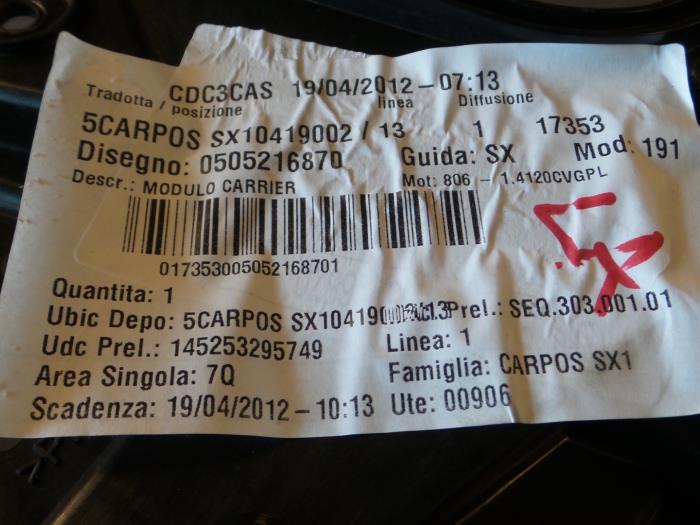 CDC3CAS 19/04/2012-07:13
Tradotta / posizione linea Diffusione
5CARPOS SX10419002 / 13 1 17353
Disegno: 0505216870 Guida: SX Mod: 191
Descr.: MODULO CARRIER Mot: 806 - 1.4120CVGPL
017353005052168701
Quantita: 1
Ubic Depo: 5CARPOS SX10419 Prel.: SEQ.303.001.01
Udc Prel.: 145253295749 Linea: 1
Area Singola: 7Q Famiglia: CARPOS SX1
Scadenza: 19/04/2012-10:13 Ute: 00906